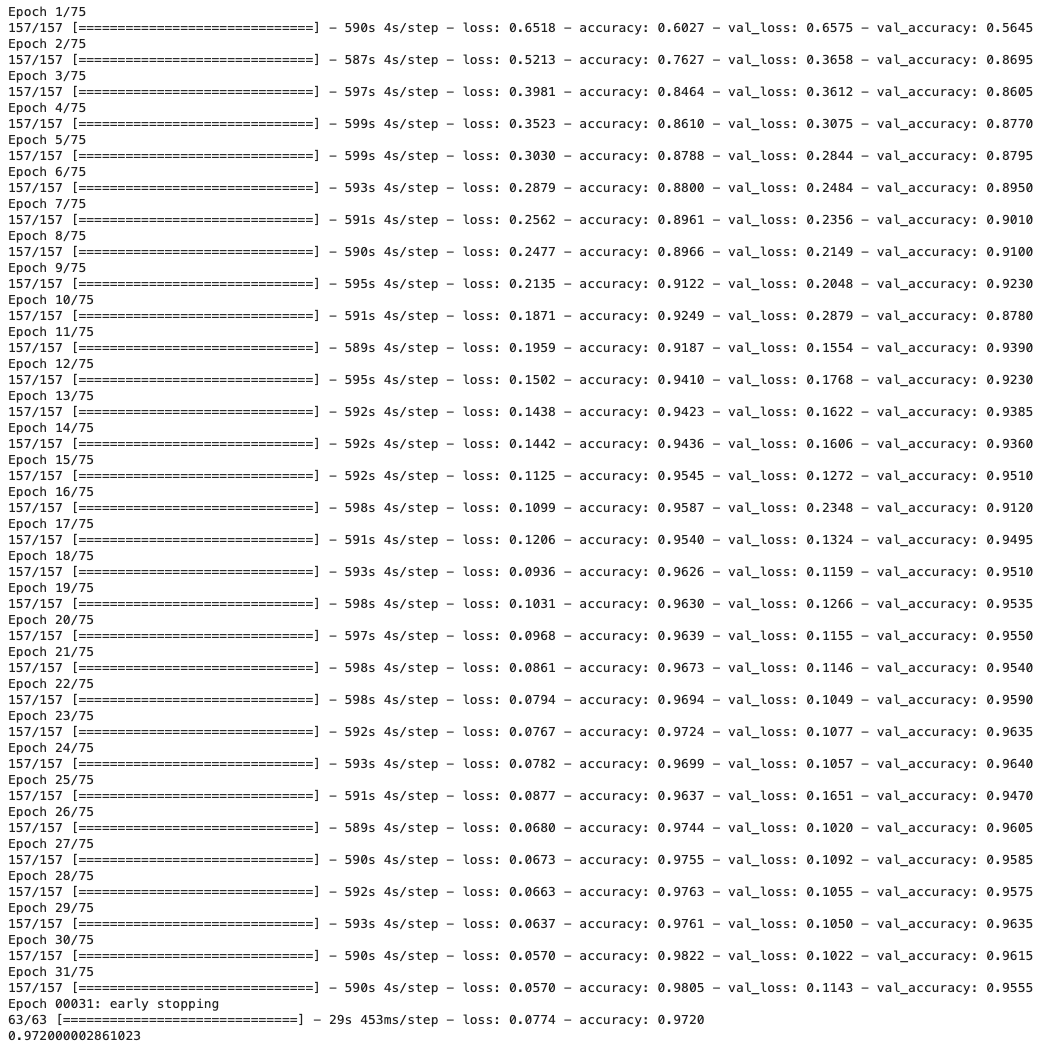 Epoch 1/75
157/157 [==============================] - 590s 4s/step - loss: 0.6518 - accuracy: 0.6027 - val_loss: 0.6575 - val_accuracy: 0.5645
Epoch 2/75
157/157 [==============================] - 587s 4s/step - loss: 0.5213 - accuracy: 0.7627 - val_loss: 0.3658 - val_accuracy: 0.8695
Epoch 3/75
157/157 [==============================] - 597s 4s/step - loss: 0.3981 - accuracy: 0.8464 - val_loss: 0.3612 - val_accuracy: 0.8605
Epoch 4/75
157/157 [==============================] - 599s 4s/step - loss: 0.3523 - accuracy: 0.8610 - val_loss: 0.3075 - val_accuracy: 0.8770
Epoch 5/75
157/157 [==============================] - 599s 4s/step - loss: 0.3030 - accuracy: 0.8788 - val_loss: 0.2844 - val_accuracy: 0.8795
Epoch 6/75
157/157 [==============================] - 593s 4s/step - loss: 0.2879 - accuracy: 0.8800 - val_loss: 0.2484 - val_accuracy: 0.8950
Epoch 7/75
157/157 [==============================] - 591s 4s/step - loss: 0.2562 - accuracy: 0.8961 - val_loss: 0.2356 - val_accuracy: 0.9010
Epoch 8/75
157/157 [==============================] - 590s 4s/step - loss: 0.2477 - accuracy: 0.8966 - val_loss: 0.2149 - val_accuracy: 0.9100
Epoch 9/75
157/157 [==============================] - 595s 4s/step - loss: 0.2135 - accuracy: 0.9122 - val_loss: 0.2048 - val_accuracy: 0.9230
Epoch 10/75
157/157 [==============================] - 591s 4s/step - loss: 0.1871 - accuracy: 0.9249 - val_loss: 0.2879 - val_accuracy: 0.8780
Epoch 11/75
157/157 [==============================] - 589s 4s/step - loss: 0.1959 - accuracy: 0.9187 - val_loss: 0.1554 - val_accuracy: 0.9390
Epoch 12/75
157/157 [==============================] - 595s 4s/step - loss: 0.1502 - accuracy: 0.9410 - val_loss: 0.1768 - val_accuracy: 0.9230
Epoch 13/75
157/157 [==============================] - 592s 4s/step - loss: 0.1438 - accuracy: 0.9423 - val_loss: 0.1622 - val_accuracy: 0.9385
Epoch 14/75
157/157 [==============================] - 592s 4s/step - loss: 0.1442 - accuracy: 0.9436 - val_loss: 0.1606 - val_accuracy: 0.9360
Epoch 15/75
157/157 [==============================] - 592s 4s/step - loss: 0.1125 - accuracy: 0.9545 - val_loss: 0.1272 - val_accuracy: 0.9510
Epoch 16/75
157/157 [==============================] - 598s 4s/step - loss: 0.1099 - accuracy: 0.9587 - val_loss: 0.2348 - val_accuracy: 0.9120
Epoch 17/75
157/157 [==============================] - 591s 4s/step - loss: 0.1206 - accuracy: 0.9540 - val_loss: 0.1324 - val_accuracy: 0.9495
Epoch 18/75
157/157 [==============================] - 593s 4s/step - loss: 0.0936 - accuracy: 0.9626 - val_loss: 0.1159 - val_accuracy: 0.9510
Epoch 19/75
157/157 [==============================] - 598s 4s/step - loss: 0.1031 - accuracy: 0.9630 - val_loss: 0.1266 - val_accuracy: 0.9535
Epoch 20/75
157/157 [==============================] - 597s 4s/step - loss: 0.0968 - accuracy: 0.9639 - val_loss: 0.1155 - val_accuracy: 0.9550
Epoch 21/75
157/157 [==============================] - 598s 4s/step - loss: 0.0861 - accuracy: 0.9673 - val_loss: 0.1146 - val_accuracy: 0.9540
Epoch 22/75
157/157 [==============================] - 598s 4s/step - loss: 0.0794 - accuracy: 0.9694 - val_loss: 0.1049 - val_accuracy: 0.9590
Epoch 23/75
157/157 [==============================] - 592s 4s/step - loss: 0.0767 - accuracy: 0.9724 - val_loss: 0.1077 - val_accuracy: 0.9635
Epoch 24/75
157/157 [==============================] - 593s 4s/step - loss: 0.0782 - accuracy: 0.9699 - val_loss: 0.1057 - val_accuracy: 0.9640
Epoch 25/75
157/157 [==============================] - 591s 4s/step - loss: 0.0877 - accuracy: 0.9637 - val_loss: 0.1651 - val_accuracy: 0.9470
Epoch 26/75
157/157 [==============================] - 589s 4s/step - loss: 0.0680 - accuracy: 0.9744 - val_loss: 0.1020 - val_accuracy: 0.9605
Epoch 27/75
157/157 [==============================] - 590s 4s/step - loss: 0.0673 - accuracy: 0.9755 - val_loss: 0.1092 - val_accuracy: 0.9585
Epoch 28/75
157/157 [==============================] - 592s 4s/step - loss: 0.0663 - accuracy: 0.9763 - val_loss: 0.1055 - val_accuracy: 0.9575
Epoch 29/75
157/157 [==============================] - 593s 4s/step - loss: 0.0637 - accuracy: 0.9761 - val_loss: 0.1050 - val_accuracy: 0.9635
Epoch 30/75
157/157 [==============================] - 590s 4s/step - loss: 0.0570 - accuracy: 0.9822 - val_loss: 0.1022 - val_accuracy: 0.9615
Epoch 31/75
157/157 [==============================] - 590s 4s/step - loss: 0.0570 - accuracy: 0.9805 - val_loss: 0.1143 - val_accuracy: 0.9555
Epoch 00031: early stopping
63/63 [==============================] - 29s 453ms/step - loss: 0.0774 - accuracy: 0.9720
0.972000002861023